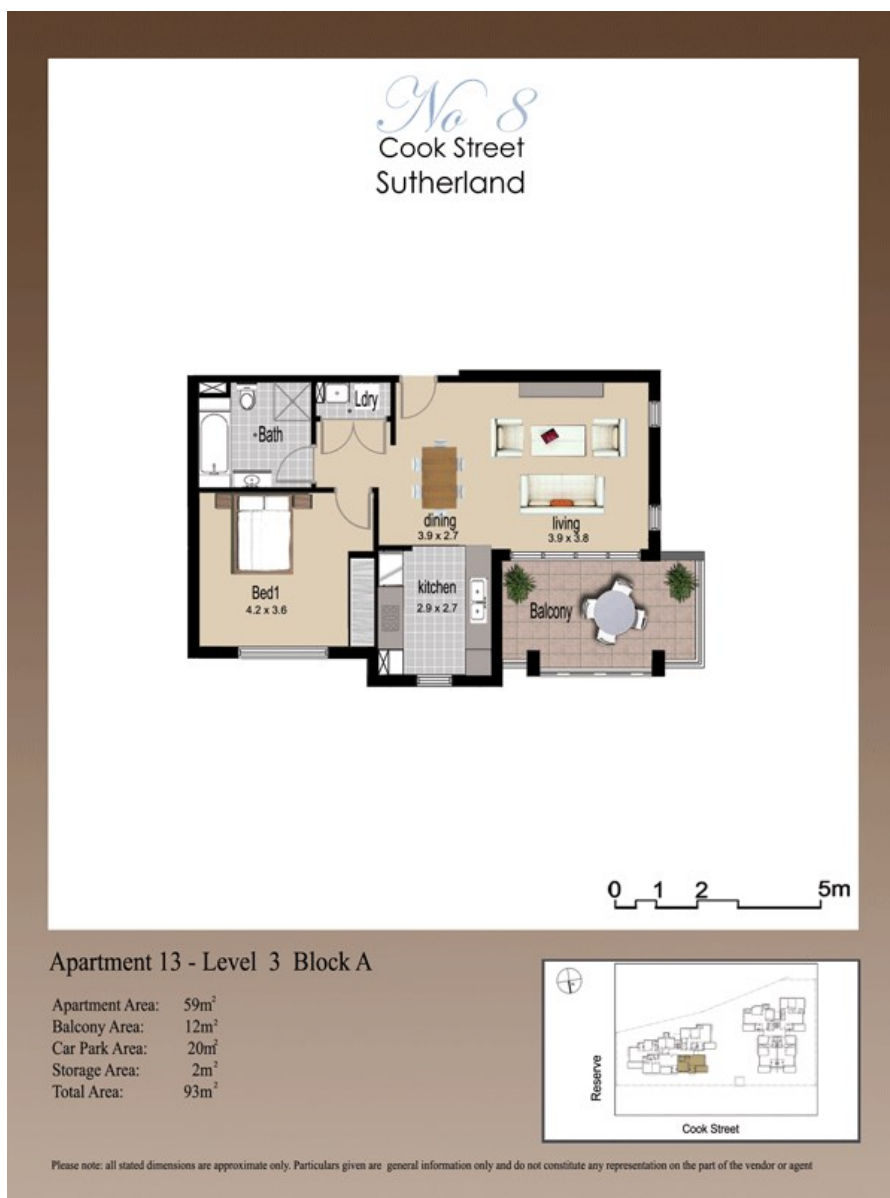 No 8
Cook Street
Sutherland
Ldry
Bath
dining
3.9 x 2.7
living
3.9 x 3.8
kitchen
2.9 x 2.7
Bed1
4.2 x 3.6
Balcony
0 1 2 5m
Apartment 13 - Level 3 Block A
Apartment Area: 59m²
Balcony Area: 12m²
Car Park Area: 20m²
Storage Area: 2m²
Total Area: 93m²
Reserve
Cook Street
Please note: all stated dimensions are approximate only. Particulars given are general information only and do not constitute any representation on the part of the vendor or agent